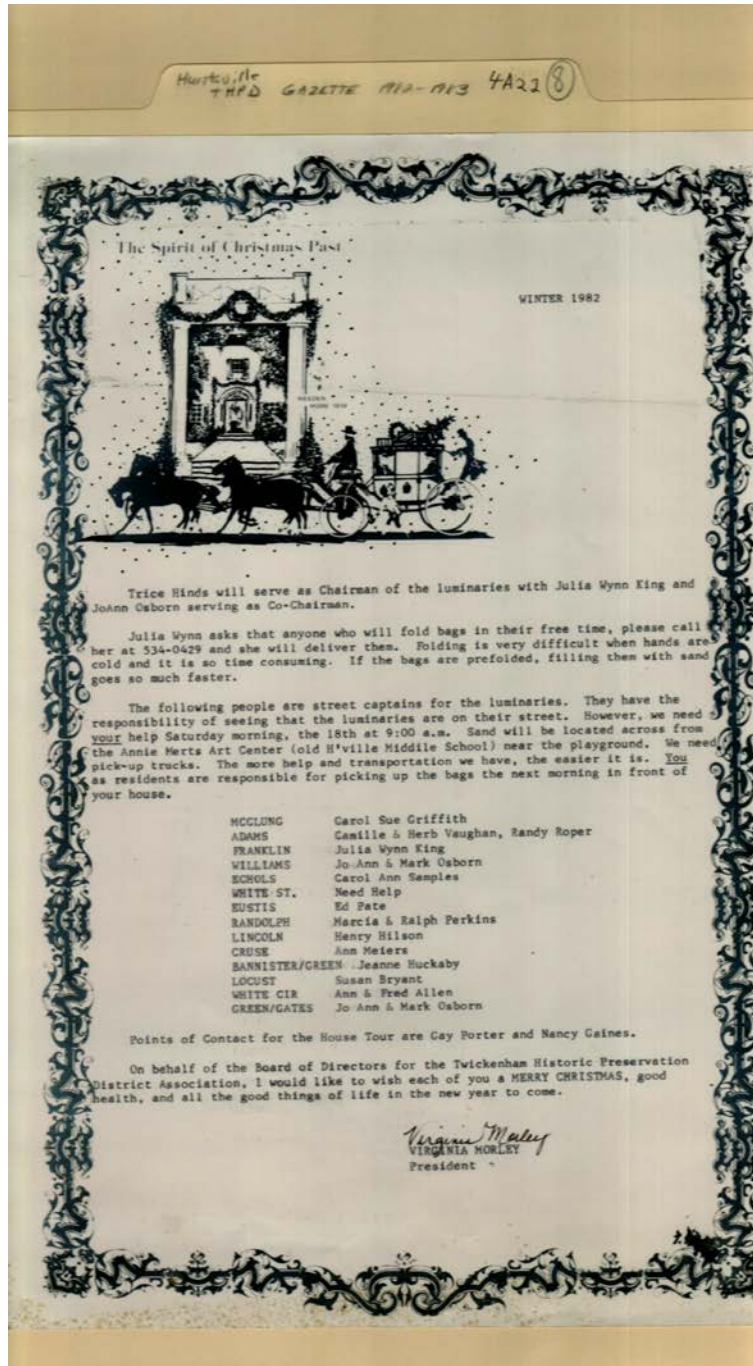 Huntsville
THPD GAZETTE 1982-1983 4A22 8
The Spirit of Christmas Past
WINTER 1982
WEEDEN
HOME 1819
Trice Hinds will serve as Chairman of the luminaries with Julia Wynn King and
JoAnn Osborn serving as Co-Chairman.
Julia Wynn asks that anyone who will fold bags in their free time, please call
her at 534-0429 and she will deliver them. Folding is very difficult when hands are
cold and it is so time consuming. If the bags are prefolded, filling them with sand
goes so much faster.
The following people are street captains for the luminaries. They have the
responsibility of seeing that the luminaries are on their street. However, we need
your help Saturday morning, the 18th at 9:00 a.m. Sand will be located across from
the Annie Merts Art Center (old H'ville Middile School) near the playground. We need
pick-up trucks. The more help and transportation we have, the easier it is. You
as residents are responsible for picking up the bags the next morning in front of
your house.
MCCLUNG Carol Sue Griffith
ADAMS Camille & Herb Vaughan, Randy Roper
FRANKLIN Julia Wynn King
WILLIAMS Jo Ann & Mark Osborn
ECHOLS Carol Ann Samples
WHITE ST. Need Help
EUSTIS Ed Pate
RANDOLPH Marcia & Ralph Perkins
LINCOLN Henry Hilson
CRUSE Ann Meiers
BANNISTER/GREEN Jeanne Huckaby
LOCUST Susan Bryant
WHITE CIR Ann & Fred Allen
GREEN/GATES Jo Ann & Mark Osborn
Points of Contact for the House Tour are Gay Porter and Nancy Gaines.
On behalf of the Board of Directors for the Twickenham Historic Preservation
District Association, I would like to wish each of you a MERRY CHRISTMAS, good
health, and all the good things of life in the new year to come.
Virginia Morley
VIRGINIA MORLEY
President